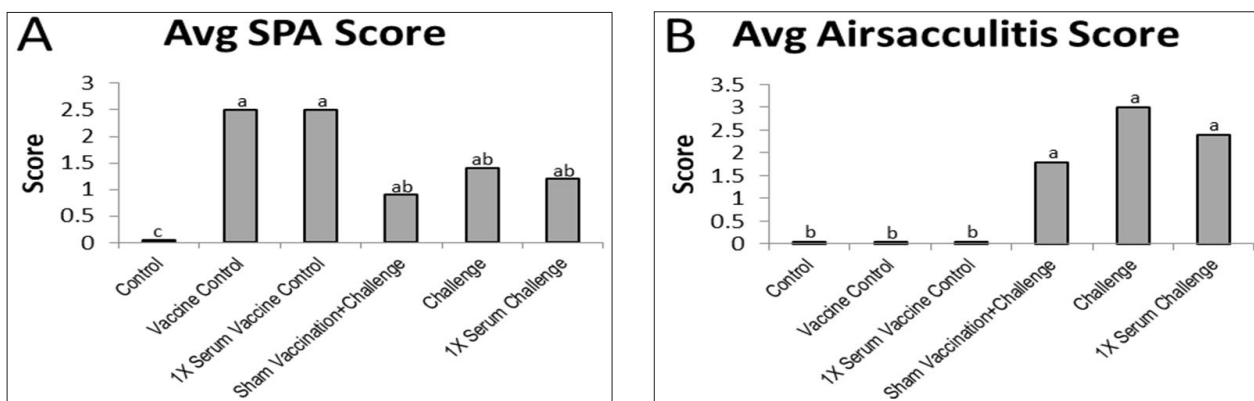 A Avg SPA Score
3
2.5
2
1.5
1
0.5
0
Score
c
a
a
ab
ab
ab
Control
Vaccine Control
1X Serum Vaccine Control
Sham Vaccination+Challenge
Challenge
1X Serum Challenge
B Avg Airsacculitis Score
3.5
3
2.5
2
1.5
1
0.5
0
Score
b
b
b
a
a
a
Control
Vaccine Control
1X Serum Vaccine Control
Sham Vaccination+Challenge
Challenge
1X Serum Challenge